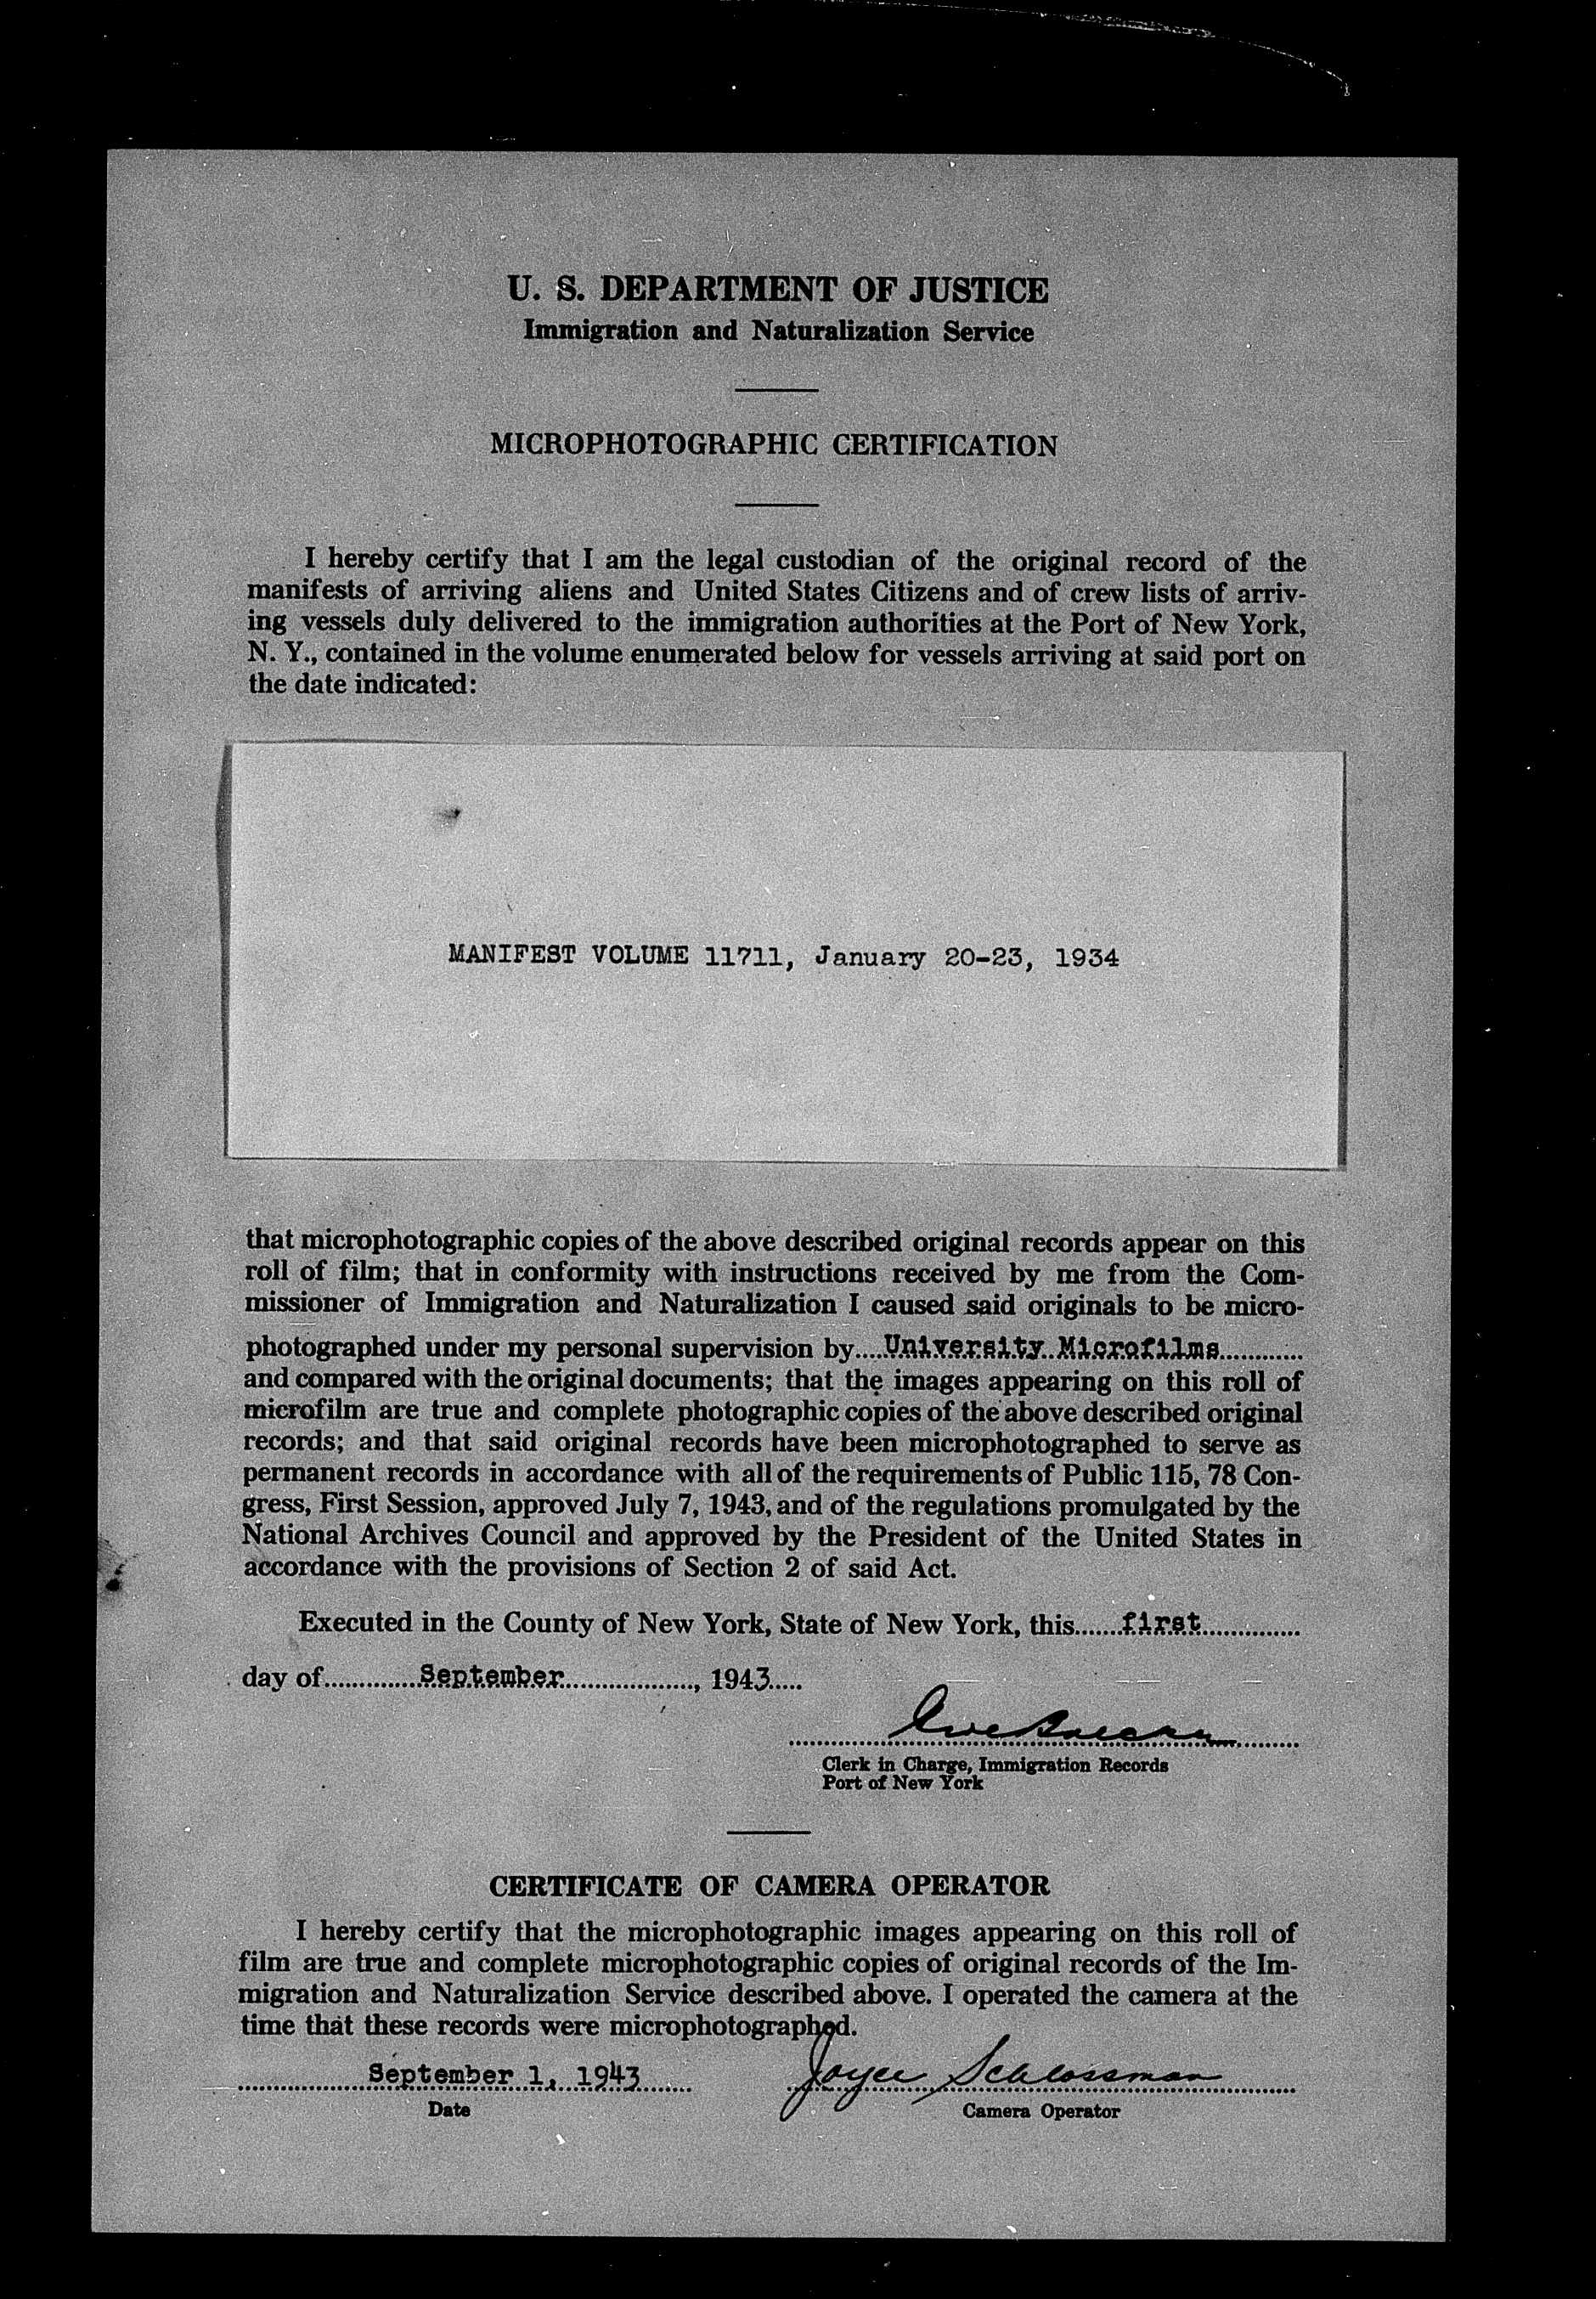 U. S. DEPARTMENT OF JUSTICE
Immigration and Naturalization Service
MICROPHOTOGRAPHIC CERTIFICATION
I hereby certify that I am the legal custodian of the original record of the
manifests of arriving aliens and United States Citizens and of crew lists of arriv-
ing vessels duly delivered to the immigration authorities at the Port of New York,
N. Y., contained in the volume enumerated below for vessels arriving at said port on
the date indicated:
MANIFEST VOLUME 11711, January 20-23, 1934
that microphotographic copies of the above described original records appear on this
roll of film; that in conformity with instructions received by me from the Com-
missioner of Immigration and Naturalization I caused said originals to be micro-
photographed under my personal supervision by....University Microfilms............
and compared with the original documents; that the images appearing on this roll of
microfilm are true and complete photographic copies of the above described original
records; and that said original records have been microphotographed to serve as
permanent records in accordance with all of the requirements of Public 115, 78 Con-
gress, First Session, approved July 7, 1943, and of the regulations promulgated by the
National Archives Council and approved by the President of the United States in
accordance with the provisions of Section 2 of said Act.
Executed in the County of New York, State of New York, this.......first...............
day of..............September..................., 1943.....
Clerk in Charge, Immigration Records
Port of New York
CERTIFICATE OF CAMERA OPERATOR
I hereby certify that the microphotographic images appearing on this roll of
film are true and complete microphotographic copies of original records of the Im-
migration and Naturalization Service described above. I operated the camera at the
time that these records were microphotographed.
September 1, 1943 Joyce Schlossman
Date Camera Operator